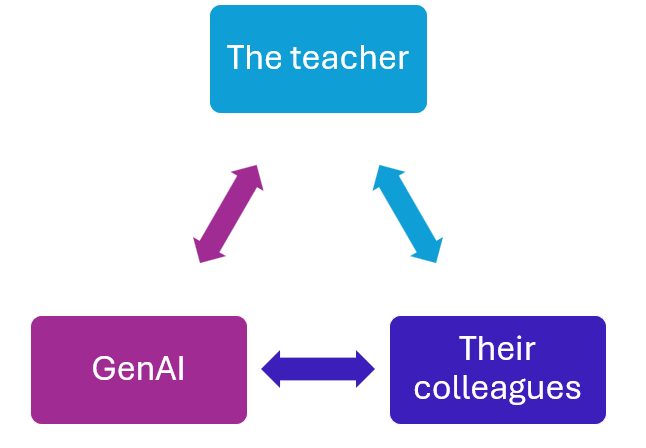 The teacher
GenAI
Their
colleagues